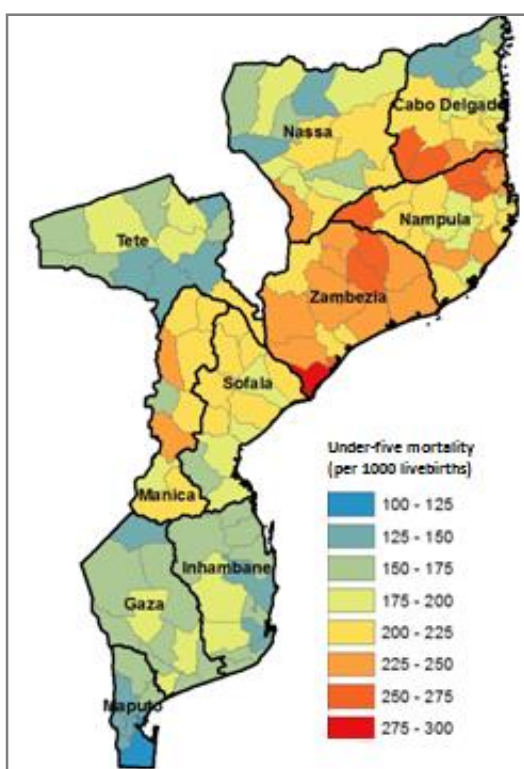 Cabo Delgado
Nassa
Nampula
Tete
Zambezia
Sofala
Manica
Inhambane
Gaza
Maputo
Under-five mortality
(per 1000 livebirths)
100 - 125
125 - 150
150 - 175
175 - 200
200 - 225
225 - 250
250 - 275
275 - 300